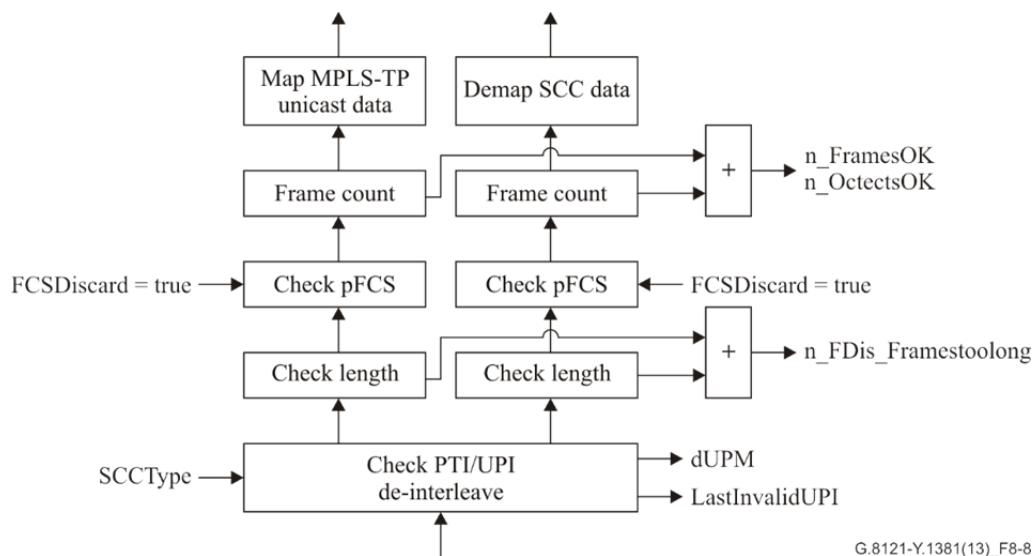 Map MPLS-TP
unicast data
Demap SCC data
n_FramesOK
n_OctectsOK
+
Frame count
Frame count
FCSDiscard = true
Check pFCS
Check pFCS
FCSDiscard = true
+
n_FDis_Framestoolong
Check length
Check length
SCCType
Check PTI/UPI
de-interleave
dUPM
LastInvalidUPI
G.8121-Y.1381(13)_F8-8